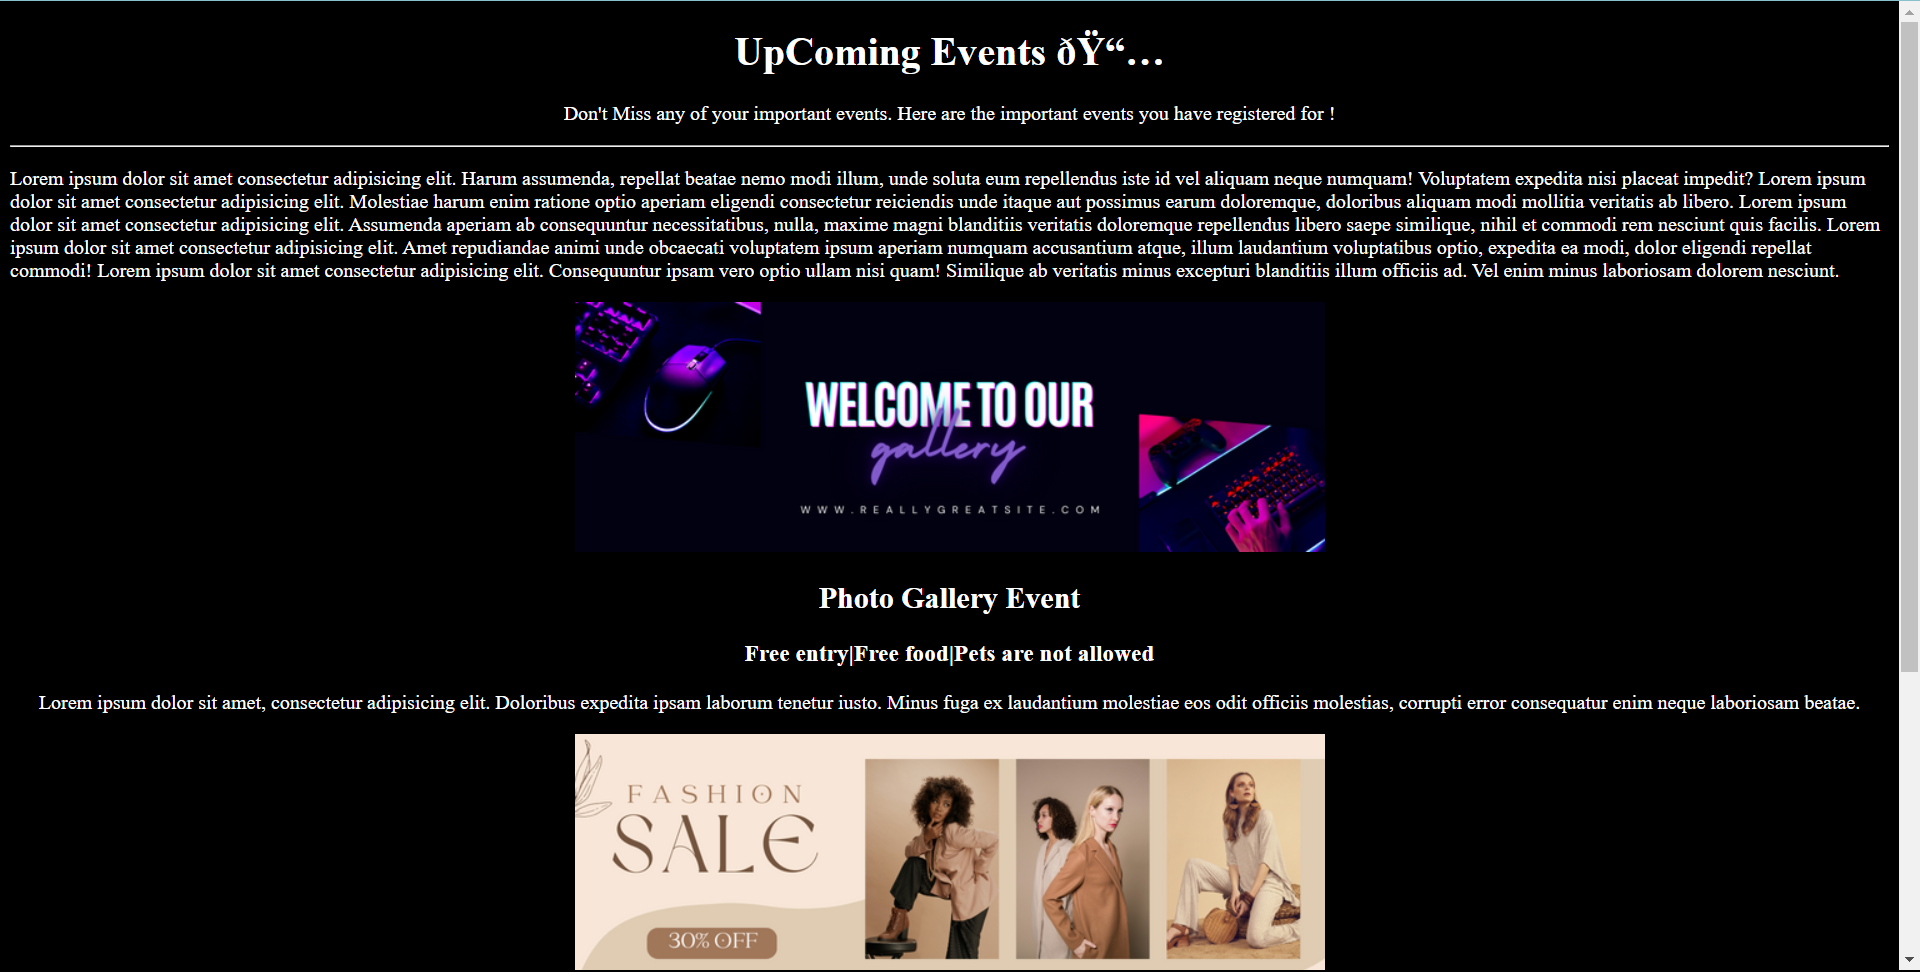 UpComing Events ðŸ“…
Don't Miss any of your important events. Here are the important events you have registered for !
Lorem ipsum dolor sit amet consectetur adipisicing elit. Harum assumenda, repellat beatae nemo modi illum, unde soluta eum repellendus iste id vel aliquam neque numquam! Voluptatem expedita nisi placeat impedit? Lorem ipsum
dolor sit amet consectetur adipisicing elit. Molestiae harum enim ratione optio aperiam eligendi consectetur reiciendis unde itaque aut possimus earum doloremque, doloribus aliquam modi mollitia veritatis ab libero. Lorem ipsum
dolor sit amet consectetur adipisicing elit. Assumenda aperiam ab consequuntur necessitatibus, nulla, maxime magni blanditiis veritatis doloremque repellendus libero saepe similique, nihil et commodi rem nesciunt quis facilis. Lorem
ipsum dolor sit amet consectetur adipisicing elit. Amet repudiandae animi unde obcaecati voluptatem ipsum aperiam numquam accusantium atque, illum laudantium voluptatibus optio, expedita ea modi, dolor eligendi repellat
commodi! Lorem ipsum dolor sit amet consectetur adipisicing elit. Consequuntur ipsam vero optio ullam nisi quam! Similique ab veritatis minus excepturi blanditiis illum officiis ad. Vel enim minus laboriosam dolorem nesciunt.
WELCOME TO OUR
gallery
WWW.REALLYGREATSITE.COM
Photo Gallery Event
Free entry|Free food|Pets are not allowed
Lorem ipsum dolor sit amet, consectetur adipisicing elit. Doloribus expedita ipsam laborum tenetur iusto. Minus fuga ex laudantium molestiae eos odit officiis molestias, corrupti error consequatur enim neque laboriosam beatae.
FASHION
SALE
30% OFF